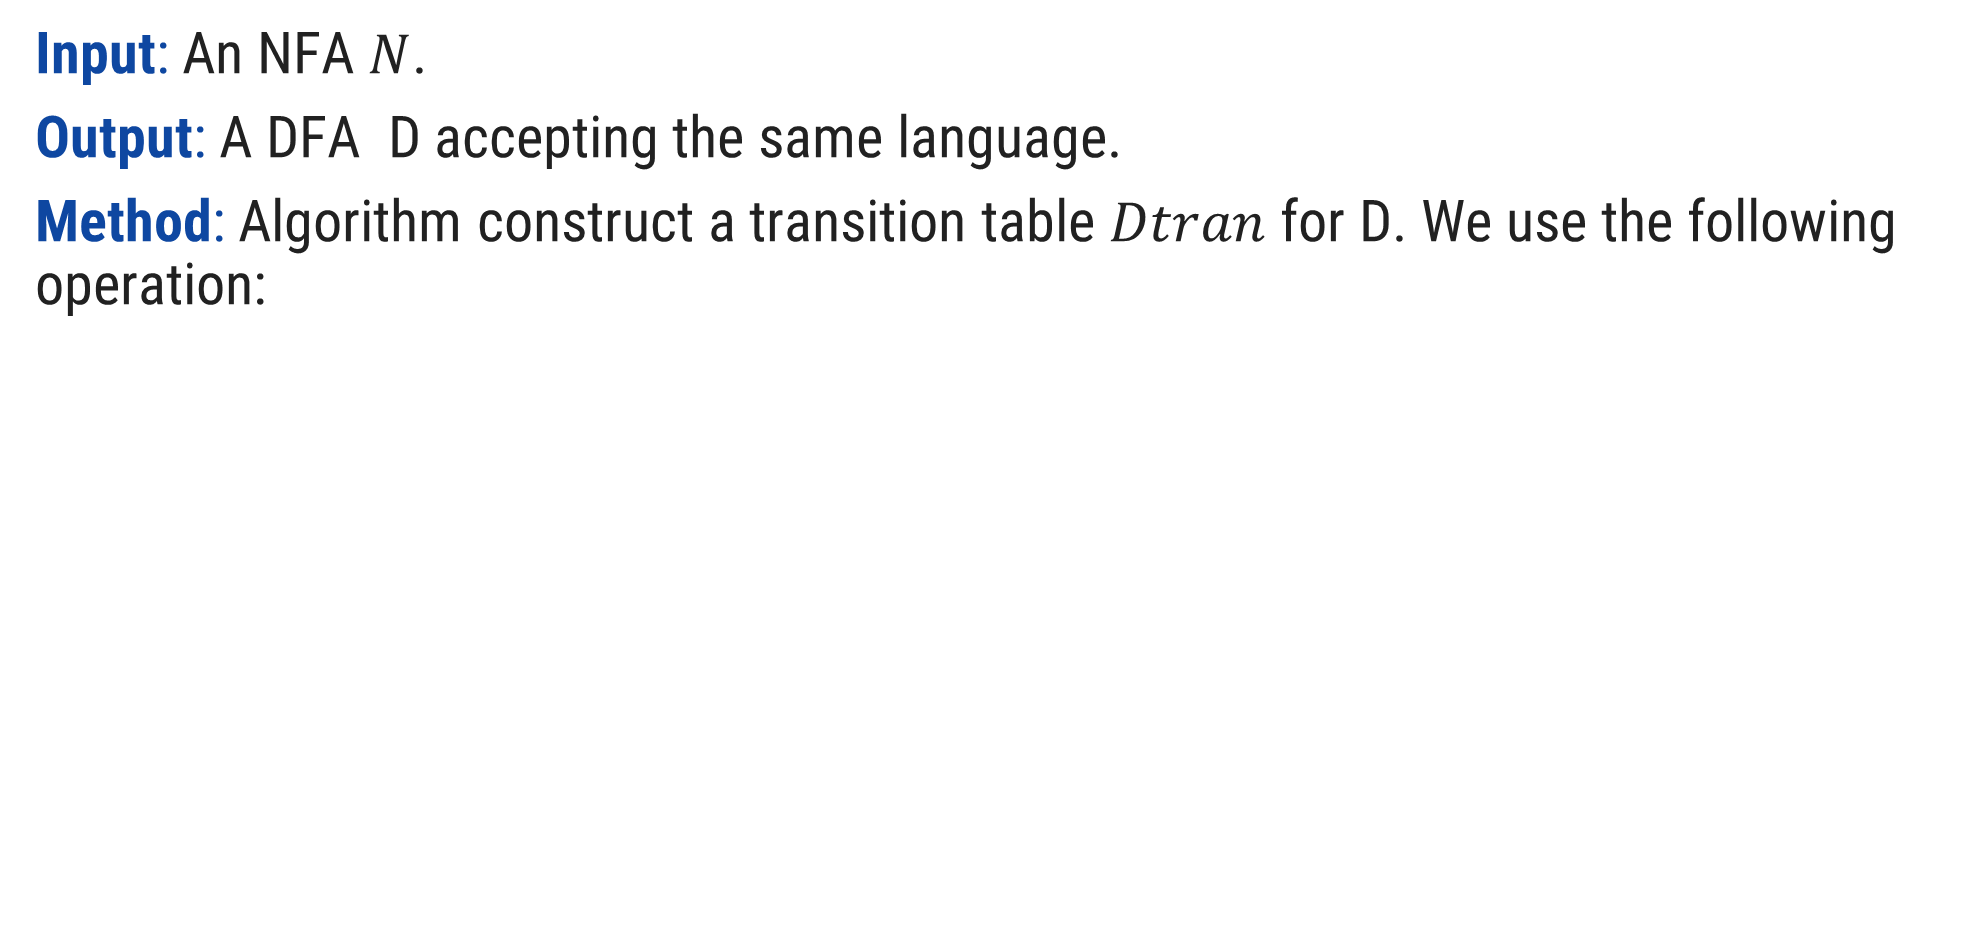 Input: An NFA N.
Output: A DFA  D accepting the same language.
Method: Algorithm construct a transition table Dtran for D. We use the following
operation: